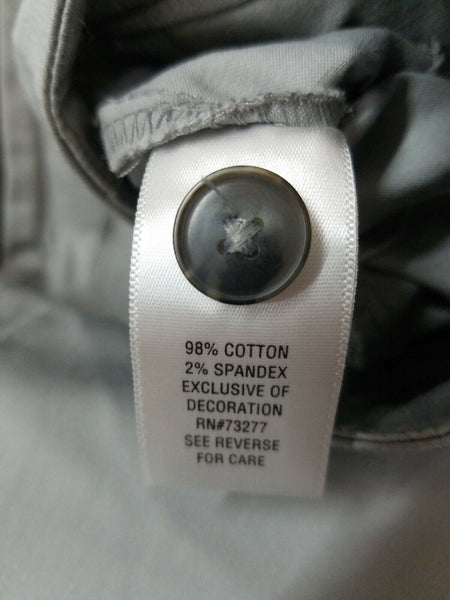 98% COTTON
2% SPANDEX
EXCLUSIVE OF
DECORATION
RN#73277
SEE REVERSE
FOR CARE